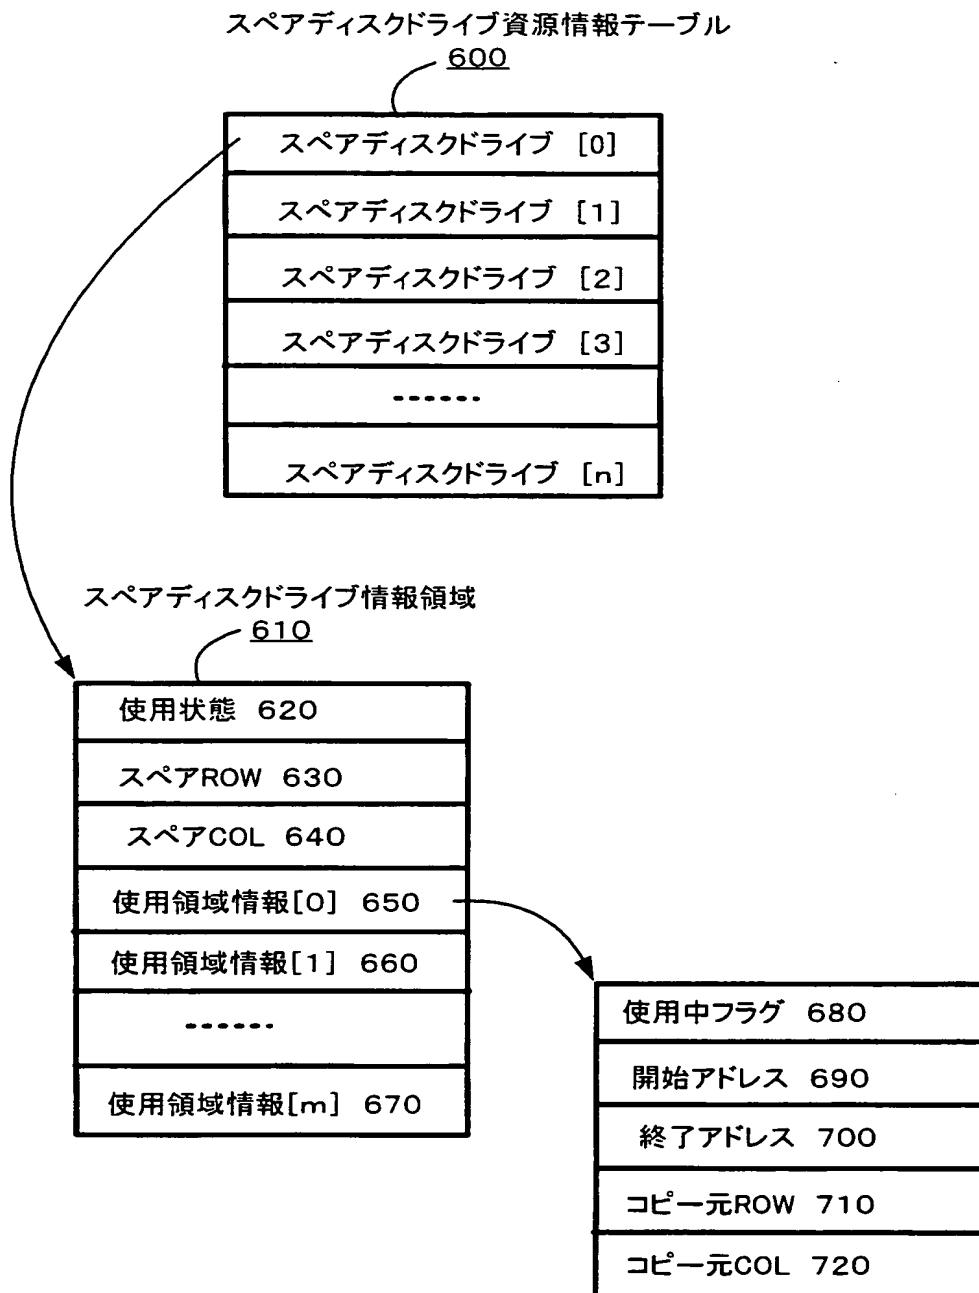 スペアディスクドライブ資源情報テーブル
600
スペアディスクドライブ [0]
スペアディスクドライブ [1]
スペアディスクドライブ [2]
スペアディスクドライブ [3]
------
スペアディスクドライブ [n]
スペアディスクドライブ情報領域
610
使用状態 620
スペアROW 630
スペアCOL 640
使用領域情報[0] 650
使用領域情報[1] 660
------
使用領域情報[m] 670
使用中フラグ 680
開始アドレス 690
終了アドレス 700
コピー元ROW 710
コピー元COL 720